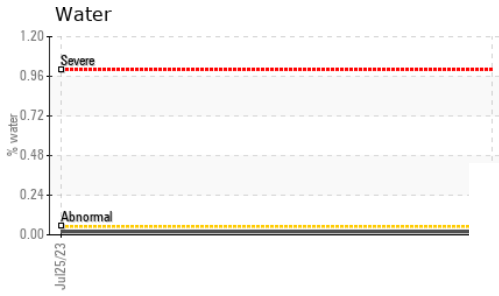 Water
1.20
Severe
0.96
0.72
% water
0.48
0.24
Abnormal
0.00
Jul25/23